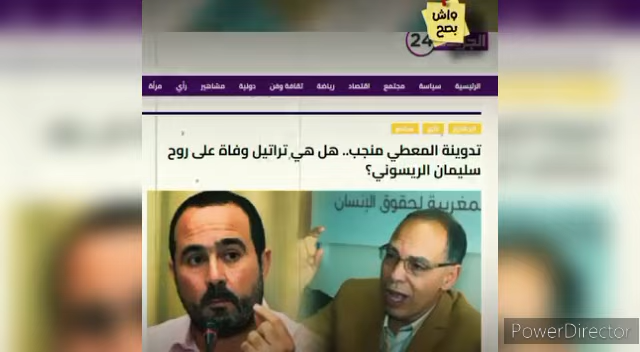 واش
بصح
24
الرئيسية سياسة مجتمع اقتصاد رياضة ثقافة وفن دولية مشاهير رأي مرأة
تدوينة المعطي منجب.. هل هي تراتيل وفاة على روح
سليمان الريسوني؟
مغربية لحقوق الإنسان
PowerDirector